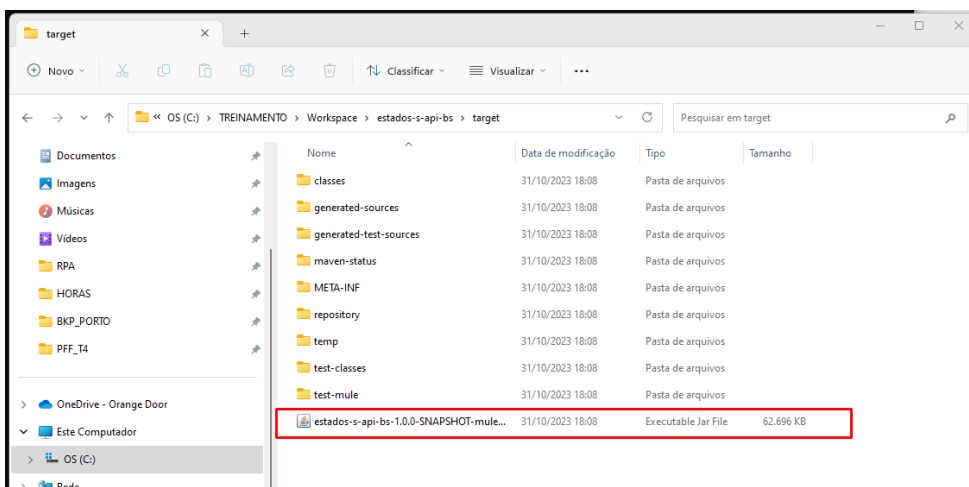 target
Novo
Classificar
Visualizar
« OS (C:) > TREINAMENTO > Workspace > estados-s-api-bs > target
Pesquisar em target
Nome Data de modificação Tipo Tamanho
Documentos
Imagens
Músicas
Vídeos
RPA
HORAS
BKP_PORTO
PFF_T4
OneDrive - Orange Door
Este Computador
OS (C:)
Rede
classes 31/10/2023 18:08 Pasta de arquivos
generated-sources 31/10/2023 18:08 Pasta de arquivos
generated-test-sources 31/10/2023 18:08 Pasta de arquivos
maven-status 31/10/2023 18:08 Pasta de arquivos
META-INF 31/10/2023 18:08 Pasta de arquivos
repository 31/10/2023 18:08 Pasta de arquivos
temp 31/10/2023 18:08 Pasta de arquivos
test-classes 31/10/2023 18:08 Pasta de arquivos
test-mule 31/10/2023 18:08 Pasta de arquivos
estados-s-api-bs-1.0.0-SNAPSHOT-mule... 31/10/2023 18:08 Executable Jar File 62.696 KB